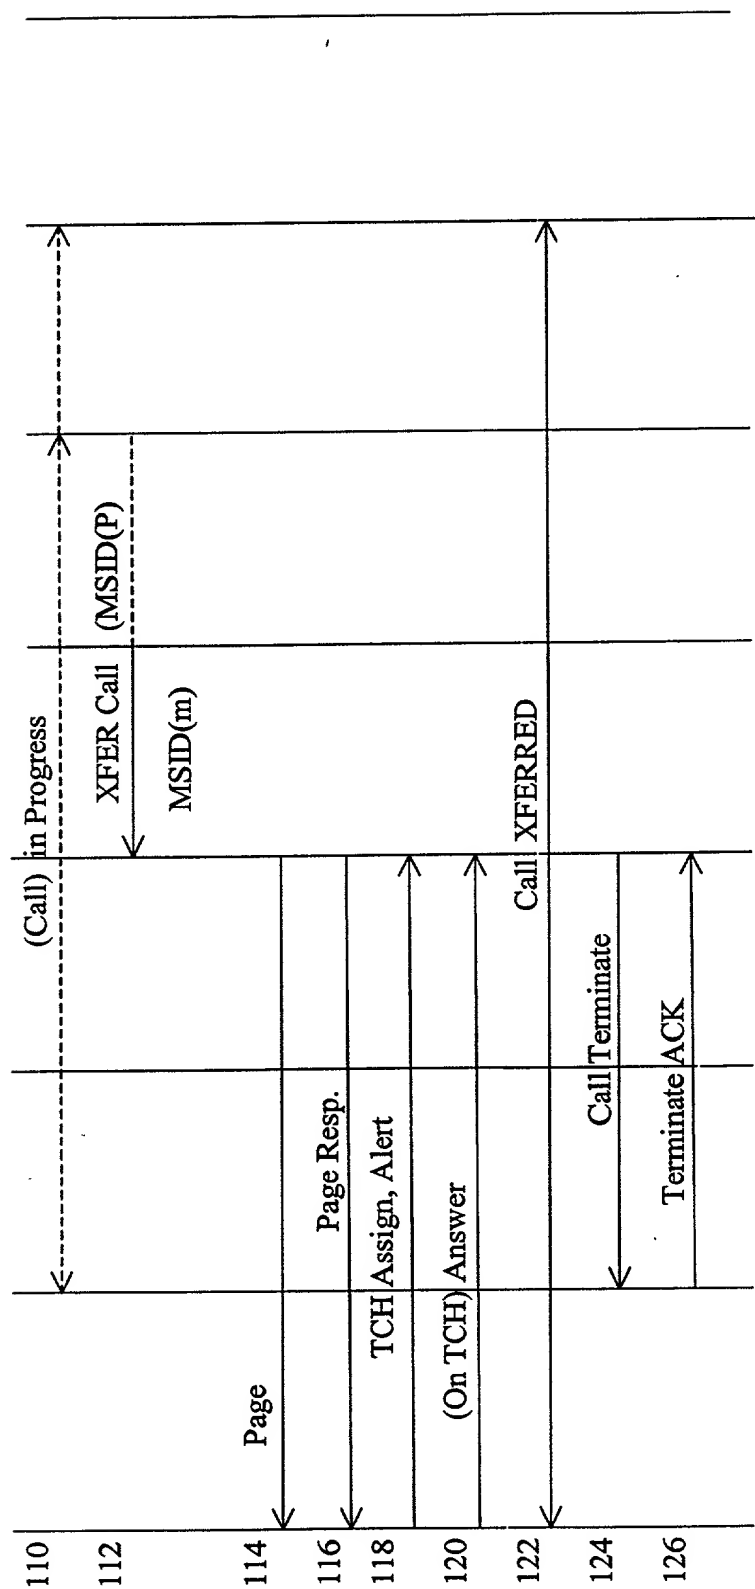 110
(Call) in Progress
112
XFER Call (MSID(P)
MSID(m)
114
Page
116
Page Resp.
118
TCH Assign, Alert
120
(On TCH) Answer
122
Call XFERRED
124
Call Terminate
126
Terminate ACK